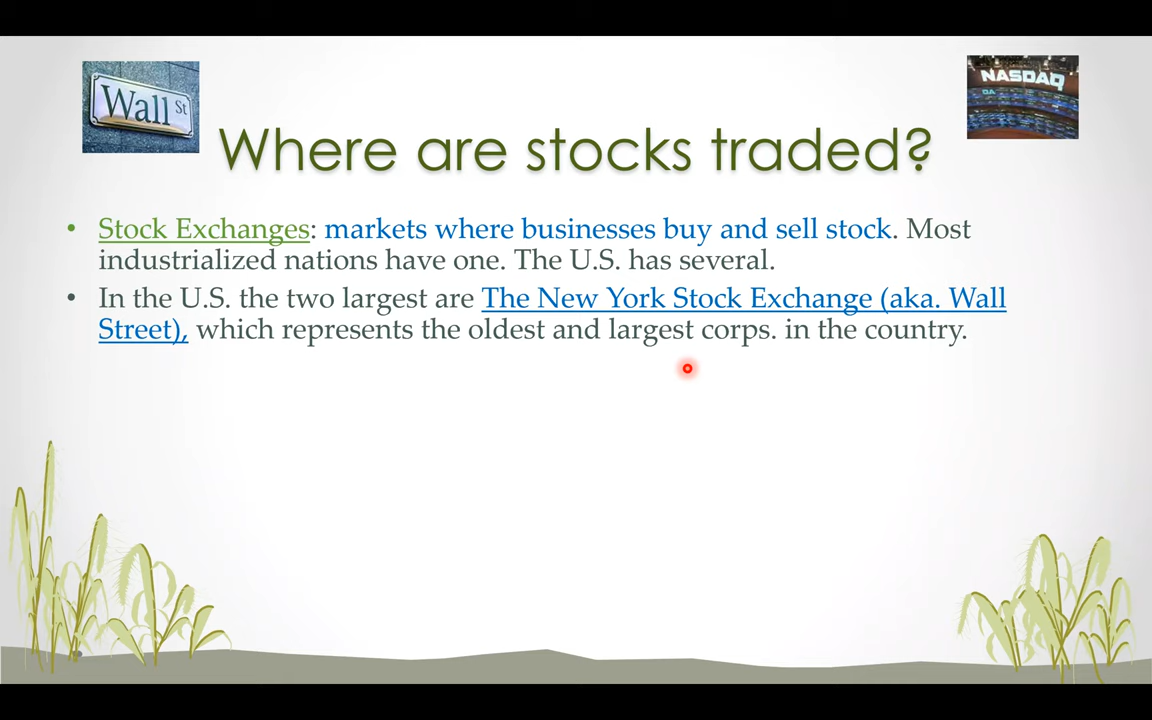 Wall St
NASDAQ
Where are stocks traded?
• Stock Exchanges: markets where businesses buy and sell stock. Most
industrialized nations have one. The U.S. has several.
• In the U.S. the two largest are The New York Stock Exchange (aka. Wall
Street), which represents the oldest and largest corps. in the country.